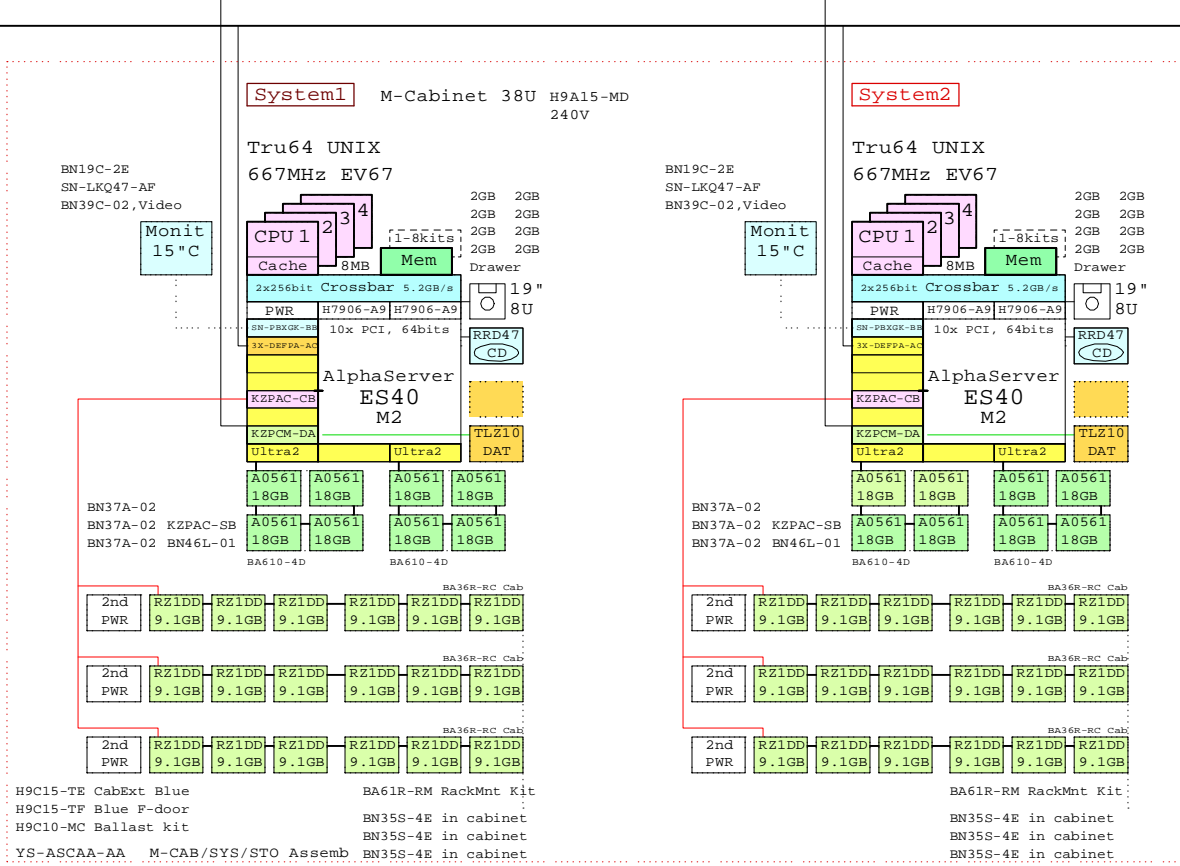 System1 M-Cabinet 38U H9A15-MD
240V
System2
Tru64 UNIX
667MHz EV67
BN19C-2E
SN-LKQ47-AF
BN39C-02,Video
Monit
15"C
CPU 1
2
3
4
Cache
8MB
1-8kits
Mem
2GB 2GB
2GB 2GB
2GB 2GB
2GB 2GB
Drawer
2x256bit Crossbar 5.2GB/s
19"
8U
PWR H7906-A9 H7906-A9
SN-PBXGK-BB 10x PCI, 64bits
3X-DEFPA-AC
RRD47
CD
AlphaServer
ES40
M2
KZPAC-CB
KZPCM-DA
TLZ10
DAT
Ultra2 Ultra2
A0561 A0561 A0561 A0561
18GB 18GB 18GB 18GB
BN37A-02
BN37A-02 KZPAC-SB
BN37A-02 BN46L-01
A0561 A0561 A0561 A0561
18GB 18GB 18GB 18GB
BA610-4D BA610-4D
BA36R-RC Cab
2nd RZ1DD RZ1DD RZ1DD RZ1DD RZ1DD RZ1DD
PWR 9.1GB 9.1GB 9.1GB 9.1GB 9.1GB 9.1GB
BA36R-RC Cab
2nd RZ1DD RZ1DD RZ1DD RZ1DD RZ1DD RZ1DD
PWR 9.1GB 9.1GB 9.1GB 9.1GB 9.1GB 9.1GB
BA36R-RC Cab
2nd RZ1DD RZ1DD RZ1DD RZ1DD RZ1DD RZ1DD
PWR 9.1GB 9.1GB 9.1GB 9.1GB 9.1GB 9.1GB
H9C15-TE CabExt Blue
H9C15-TF Blue F-door
H9C10-MC Ballast kit
YS-ASCAA-AA M-CAB/SYS/STO Assemb
BA61R-RM RackMnt Kit
BN35S-4E in cabinet
BN35S-4E in cabinet
BN35S-4E in cabinet
Tru64 UNIX
667MHz EV67
BN19C-2E
SN-LKQ47-AF
BN39C-02,Video
Monit
15"C
CPU 1
2
3
4
Cache
8MB
1-8kits
Mem
2GB 2GB
2GB 2GB
2GB 2GB
2GB 2GB
Drawer
2x256bit Crossbar 5.2GB/s
19"
8U
PWR H7906-A9 H7906-A9
SN-PBXGK-BB 10x PCI, 64bits
3X-DEFPA-AC
RRD47
CD
AlphaServer
ES40
M2
KZPAC-CB
KZPCM-DA
TLZ10
DAT
Ultra2 Ultra2
A0561 A0561 A0561 A0561
18GB 18GB 18GB 18GB
BN37A-02
BN37A-02 KZPAC-SB
BN37A-02 BN46L-01
A0561 A0561 A0561 A0561
18GB 18GB 18GB 18GB
BA610-4D BA610-4D
BA36R-RC Cab
2nd RZ1DD RZ1DD RZ1DD RZ1DD RZ1DD RZ1DD
PWR 9.1GB 9.1GB 9.1GB 9.1GB 9.1GB 9.1GB
BA36R-RC Cab
2nd RZ1DD RZ1DD RZ1DD RZ1DD RZ1DD RZ1DD
PWR 9.1GB 9.1GB 9.1GB 9.1GB 9.1GB 9.1GB
BA36R-RC Cab
2nd RZ1DD RZ1DD RZ1DD RZ1DD RZ1DD RZ1DD
PWR 9.1GB 9.1GB 9.1GB 9.1GB 9.1GB 9.1GB
BA61R-RM RackMnt Kit
BN35S-4E in cabinet
BN35S-4E in cabinet
BN35S-4E in cabinet